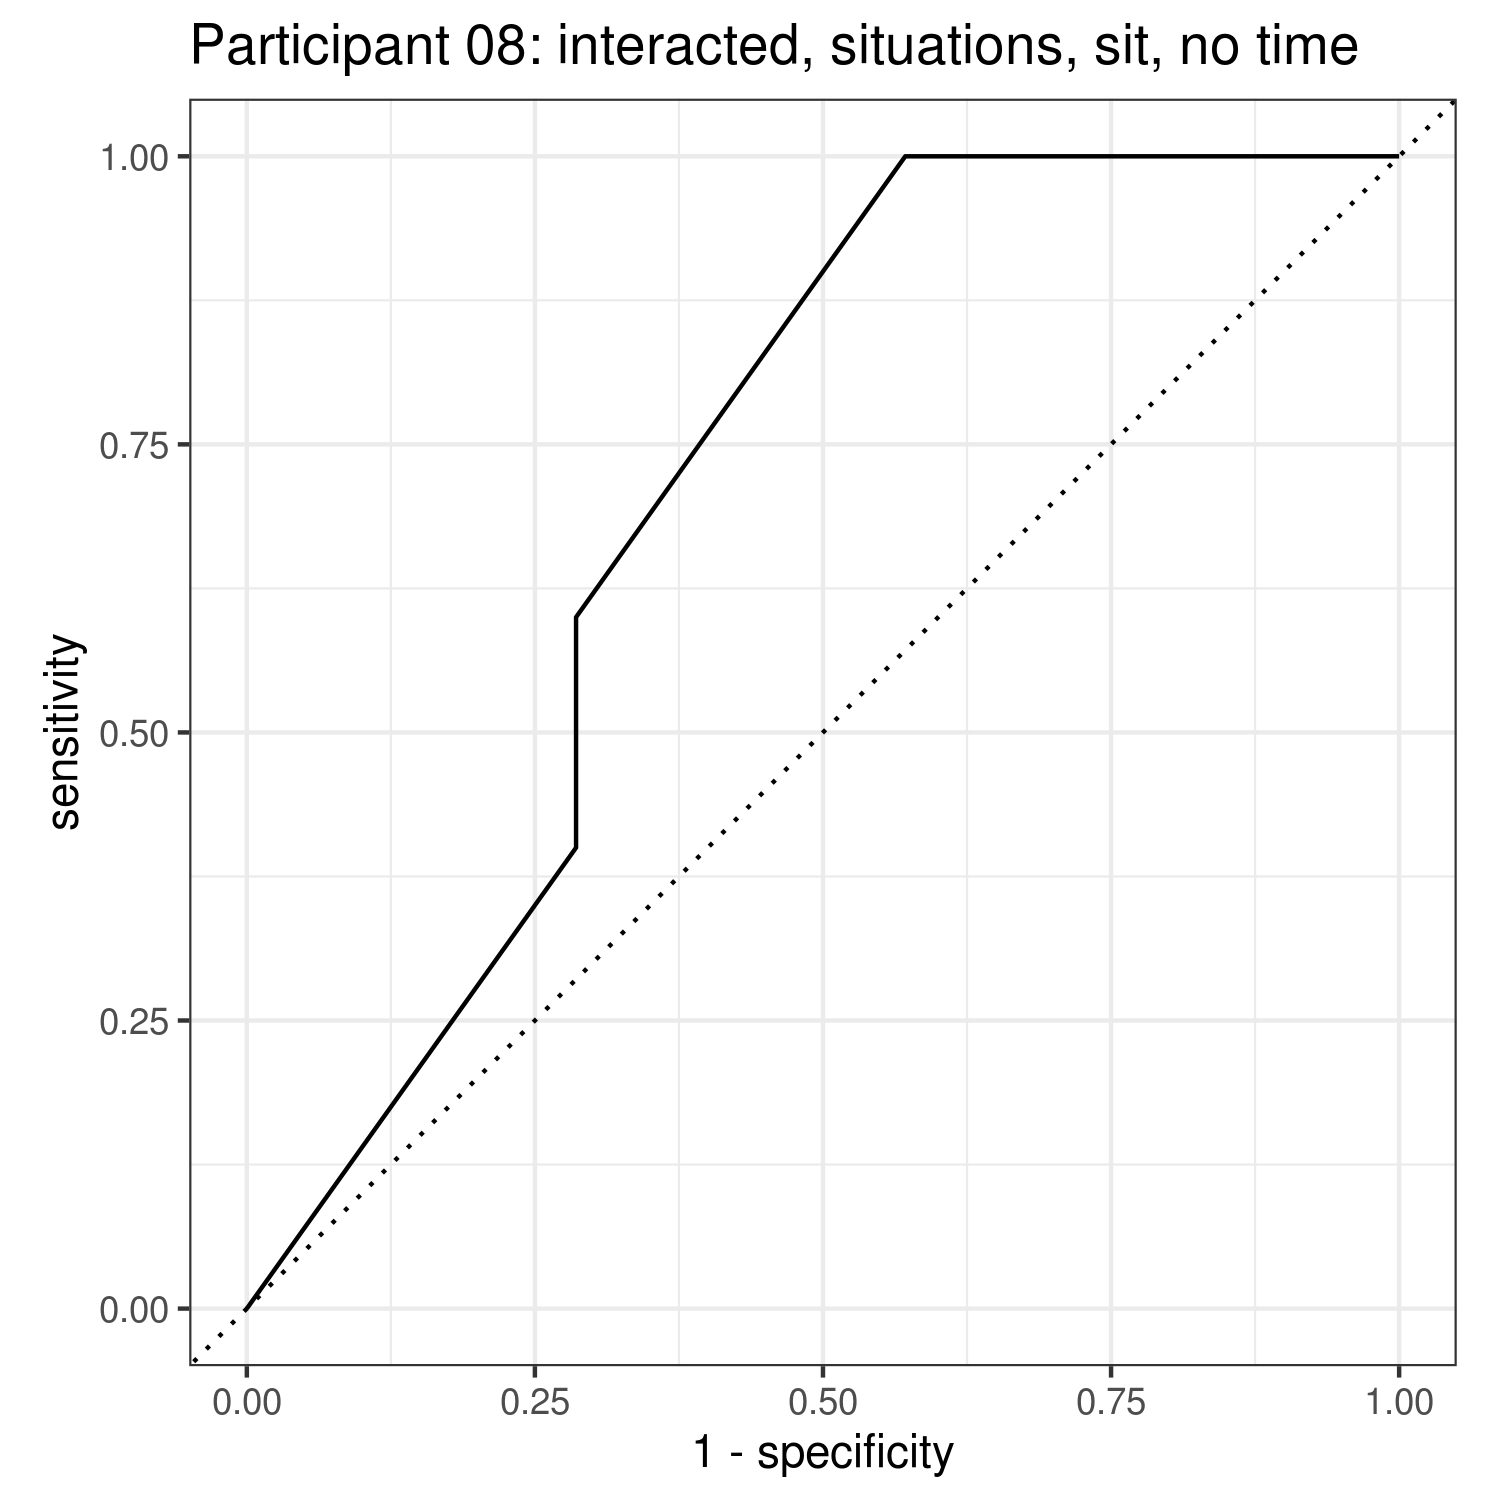 Participant 08: interacted, situations, sit, no time
1.00
0.75
0.50
0.25
0.00
sensitivity
0.00 0.25 0.50 0.75 1.00
1 - specificity